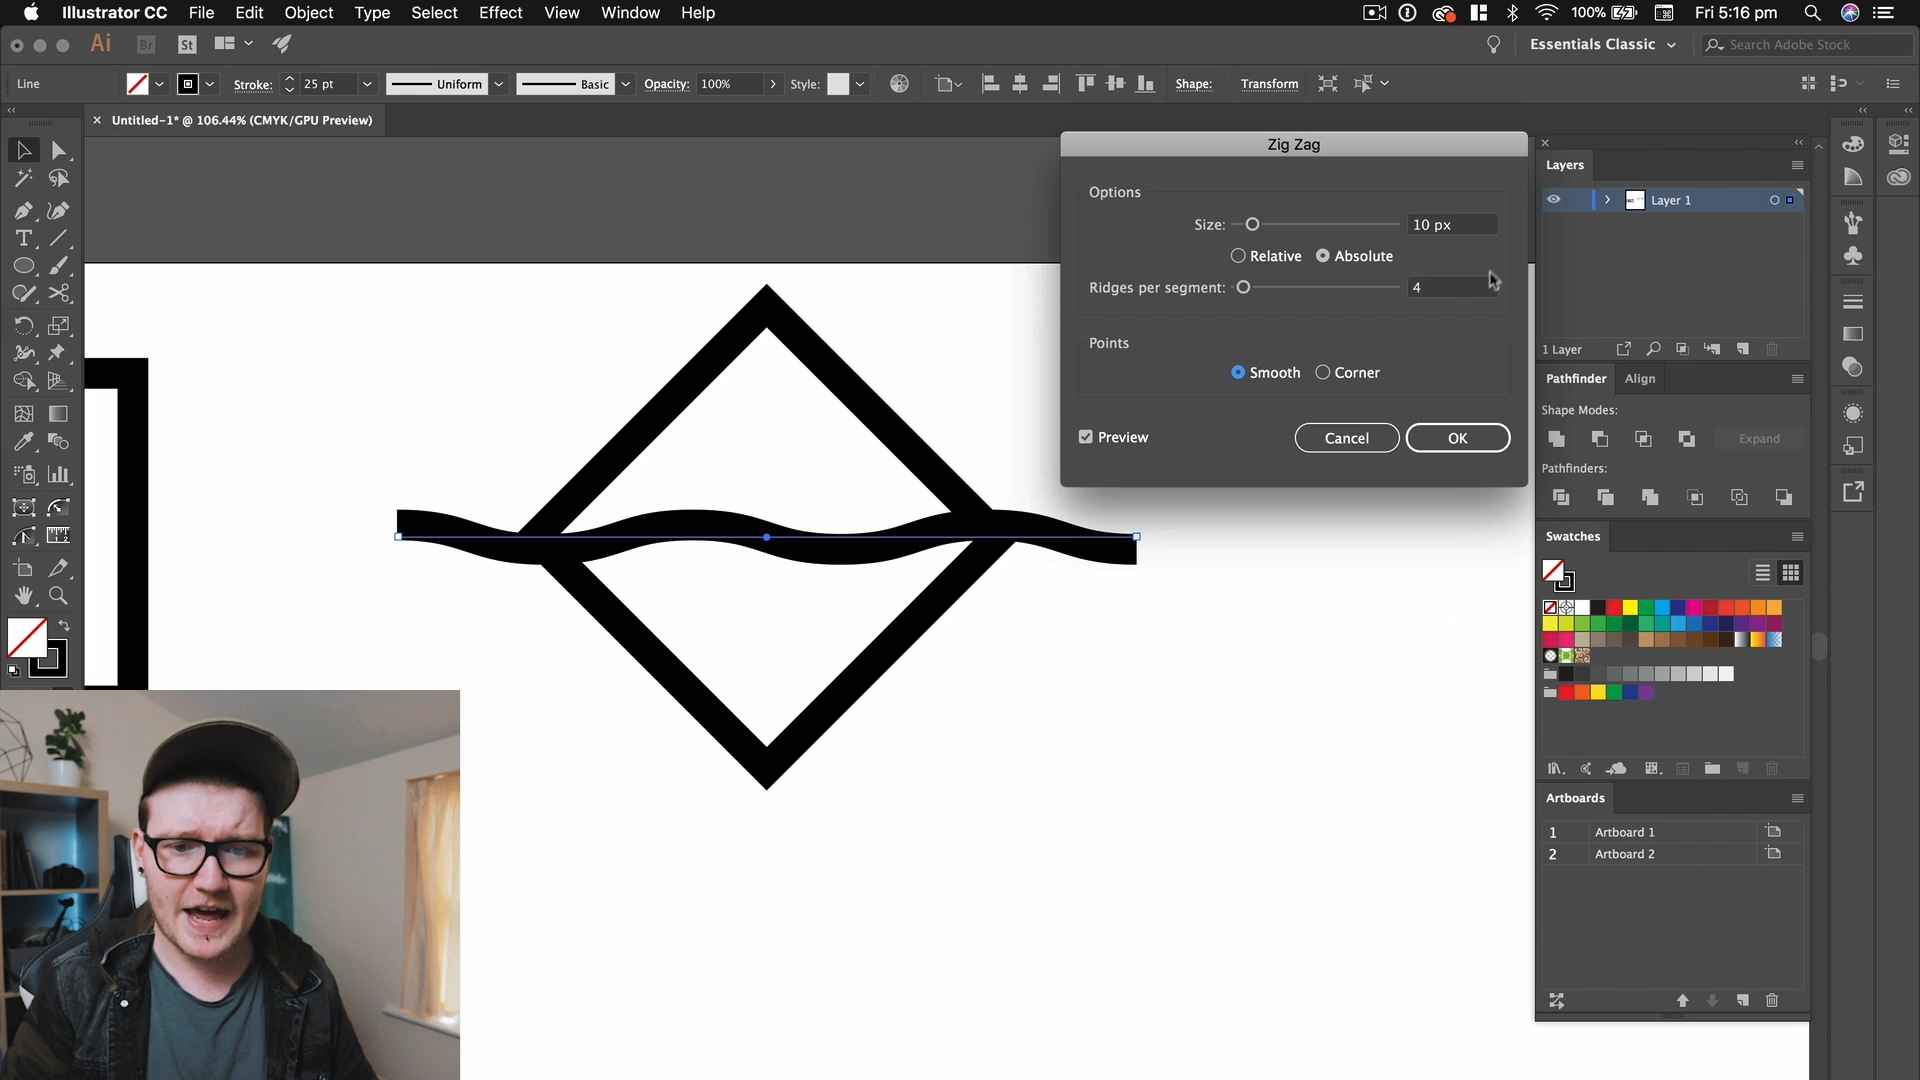 Illustrator CC File Edit Object Type Select Effect View Window Help 100% Fri 5:16 pm
Ai Br St Essentials Classic Search Adobe Stock
Line Stroke: 25 pt Uniform Basic Opacity: 100% Style: Shape: Transform
Untitled-1* @ 106.44% (CMYK/GPU Preview)
Zig Zag
Options
Size: 10 px
Relative Absolute
Ridges per segment: 4
Points
Smooth Corner
Preview Cancel OK
Layers
Layer 1
1 Layer
Pathfinder Align
Shape Modes:
Expand
Pathfinders:
Swatches
Artboards
1 Artboard 1
2 Artboard 2